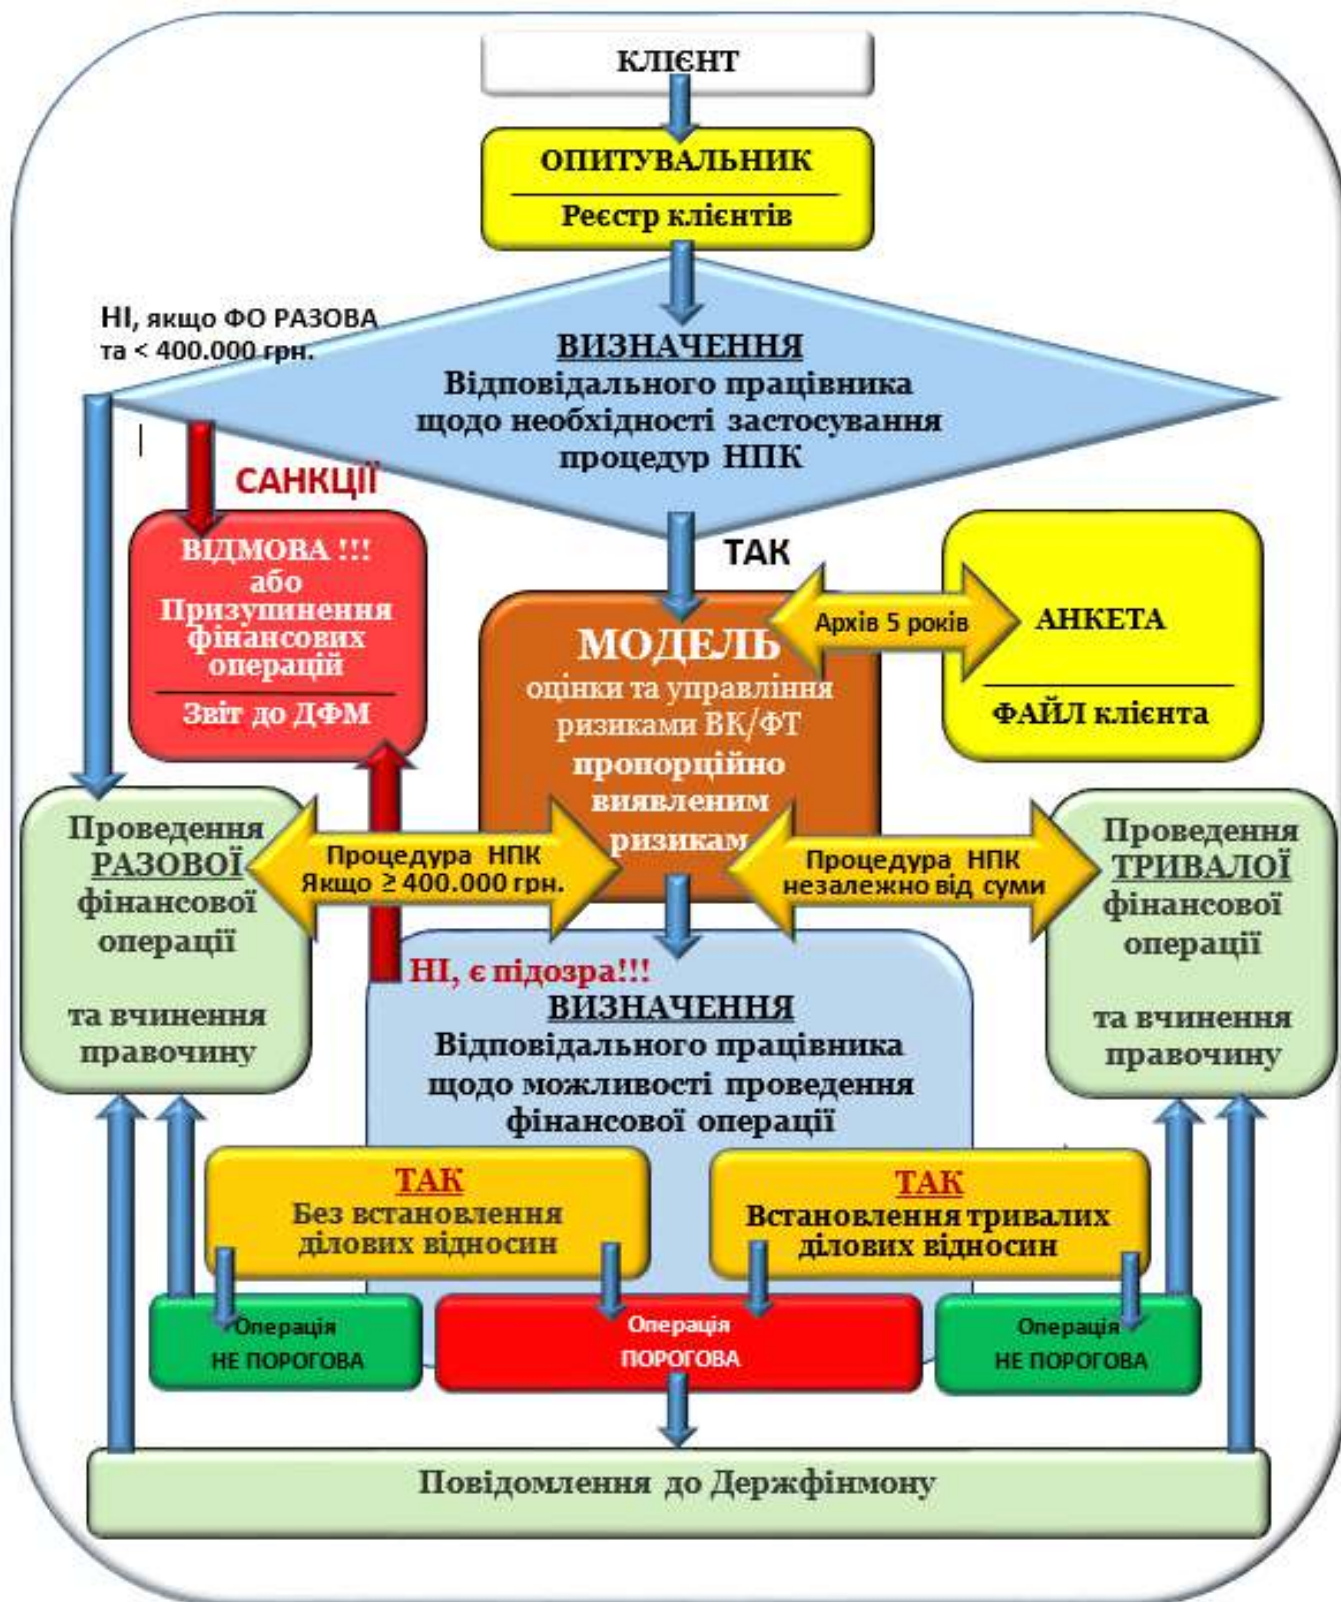 КЛІЄНТ
ОПИТУВАЛЬНИК
Реєстр клієнтів
НІ, якщо ФО РАЗОВА
та < 400.000 грн.
ВИЗНАЧЕННЯ
Відповідального працівника
щодо необхідності застосування
процедур НПК
САНКЦІЇ
ТАК
ВІДМОВА !!!
або
Призупинення
фінансових
операцій
Звіт до ДФМ
МОДЕЛЬ
оцінки та управління
ризиками ВК/ФТ
пропорційно
виявленим
ризикам
Архів 5 років
АНКЕТА
ФАЙЛ клієнта
Проведення
РАЗОВОЇ
фінансової
операції
та вчинення
правочину
Процедура НПК
Якщо ≥ 400.000 грн.
Процедура НПК
незалежно від суми
Проведення
ТРИВАЛОЇ
фінансової
операції
та вчинення
правочину
НІ, є підозра!!!
ВИЗНАЧЕННЯ
Відповідального працівника
щодо можливості проведення
фінансової операції
ТАК
Без встановлення
ділових відносин
ТАК
Встановлення тривалих
ділових відносин
Операція
НЕ ПОРОГОВА
Операція
ПОРОГОВА
Операція
НЕ ПОРОГОВА
Повідомлення до Держфінмону